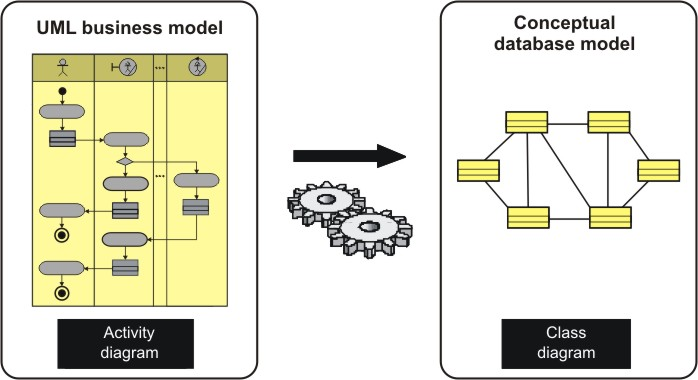 UML business model
...
...
Activity
diagram
Conceptual
database model
Class
diagram